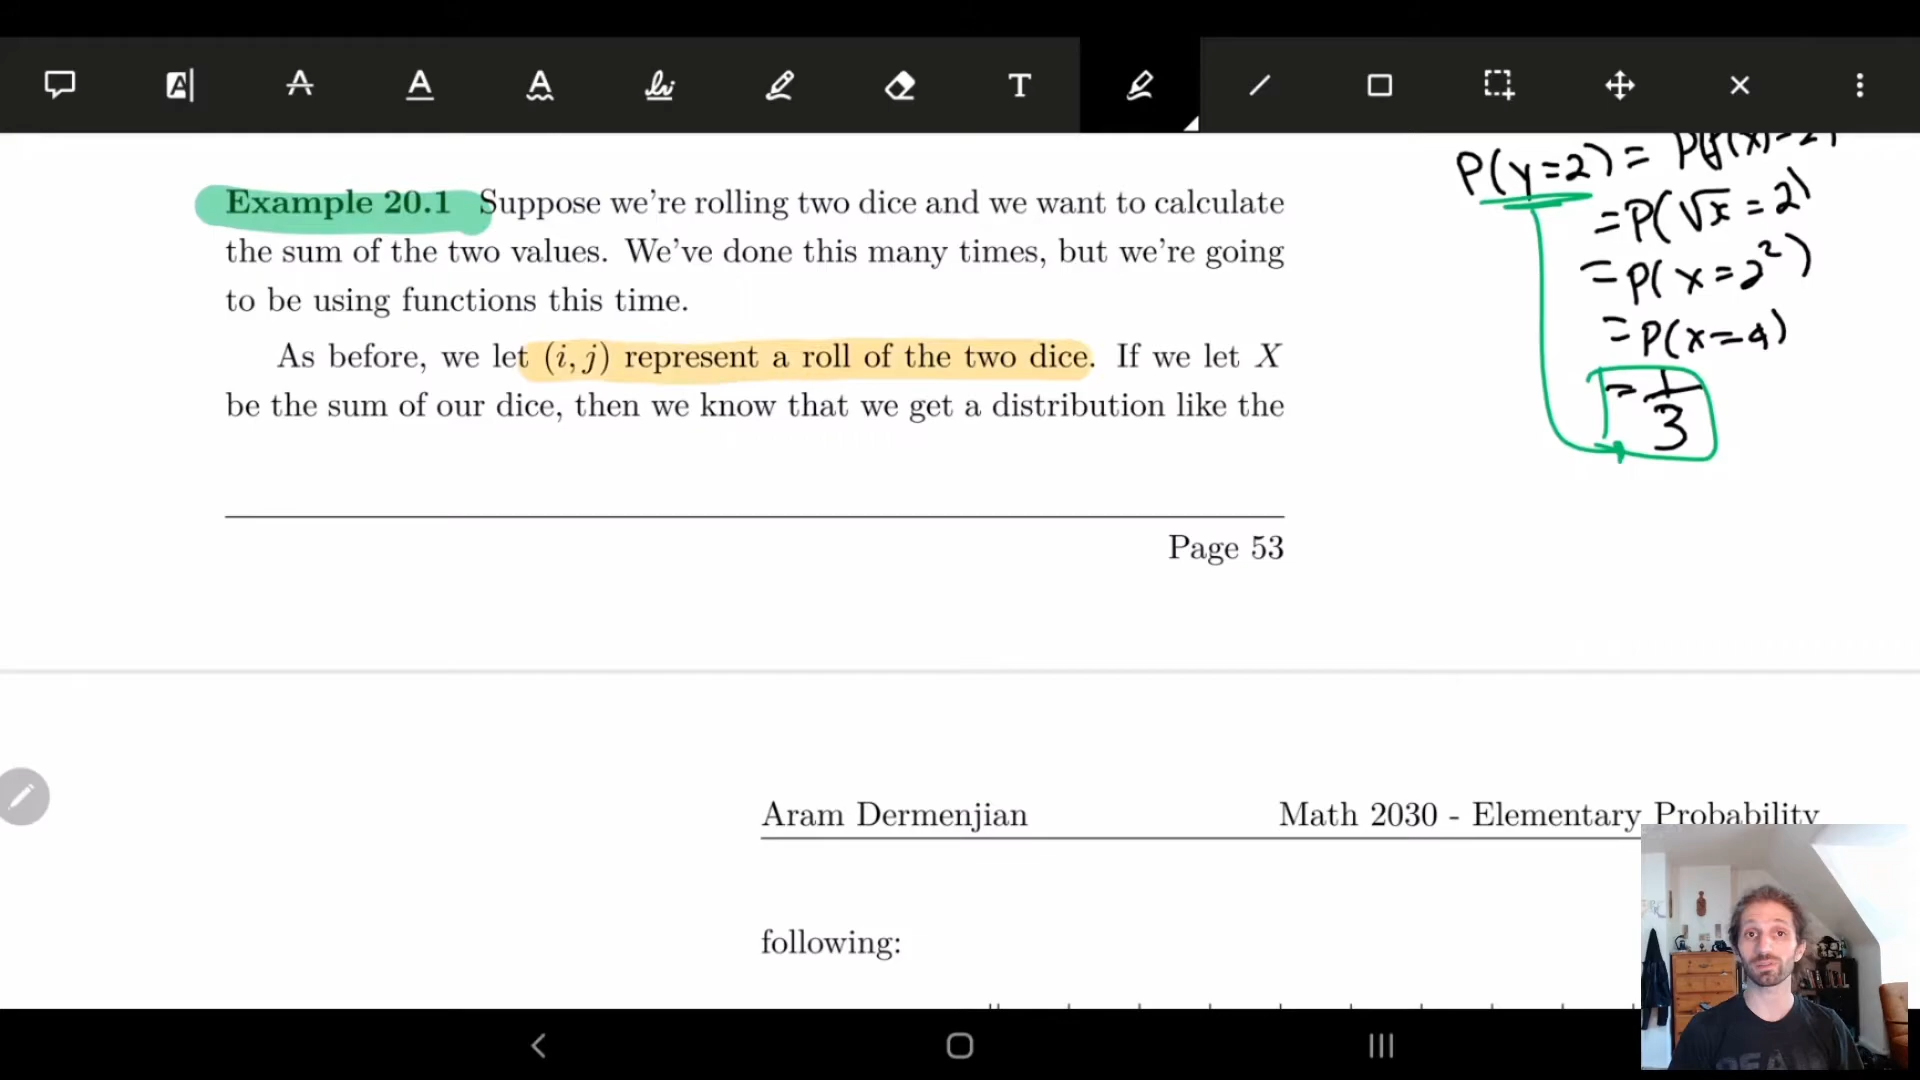 Example 20.1 Suppose we're rolling two dice and we want to calculate
the sum of the two values. We've done this many times, but we're going
to be using functions this time.
As before, we let (i, j) represent a roll of the two dice. If we let X
be the sum of our dice, then we know that we get a distribution like the
Page 53
P(y=2) = P(f(x)=2)
=P(√x = 2)
=P(x=2²)
=P(x=4)
=1/3
Aram Dermenjian
Math 2030 - Elementary Probability
following: